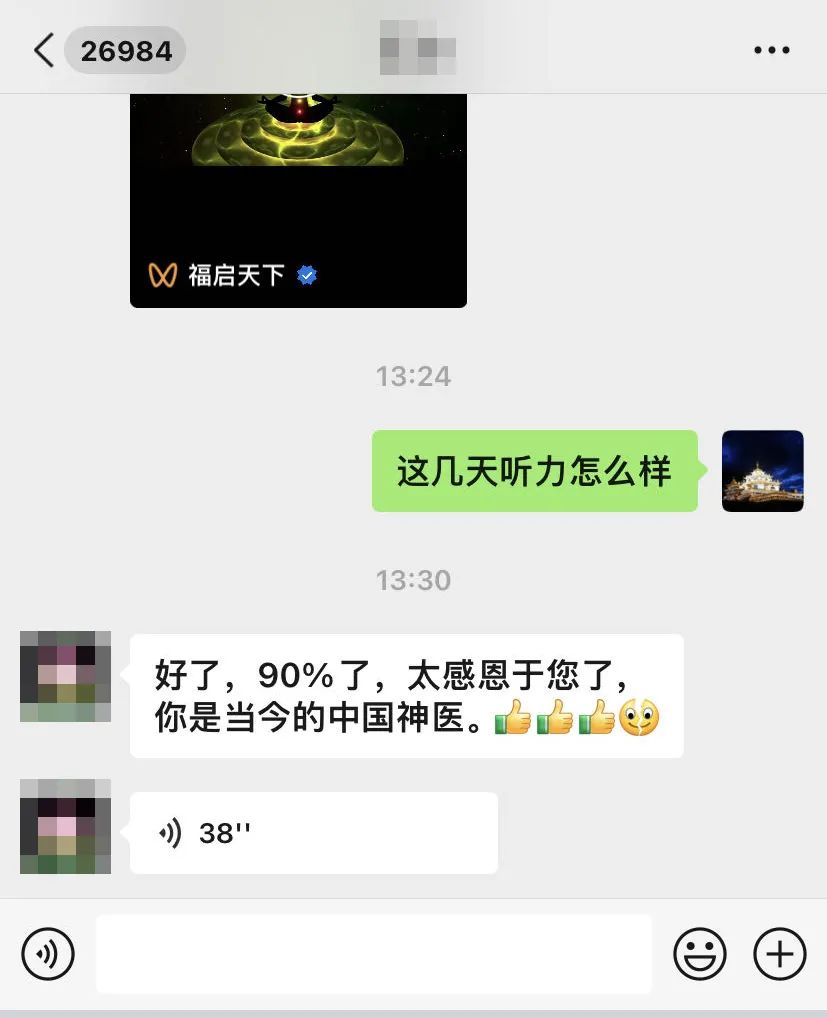 26984
福启天下
13:24
这几天听力怎么样
13:30
好了，90%了，太感恩于您了，
你是当今的中国神医。👍👍👍🥹
38''